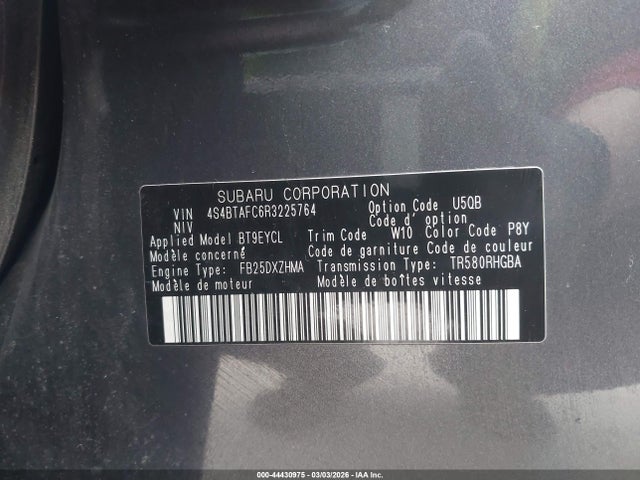 SUBARU CORPORATION
VIN 4S4BTAFC6R3225764 Option Code U5QB
NIV Code d'option
Applied Model BT9EYCL Trim Code W10 Color Code P8Y
Modèle concerné Code de garniture Code de couleur
Engine Type FB25DXZHMA Transmission Type TR580RHGBA
Modèle de moteur Modèle de boîtes vitesse
000-44430975 - 03/03/2026 - IAA Inc.